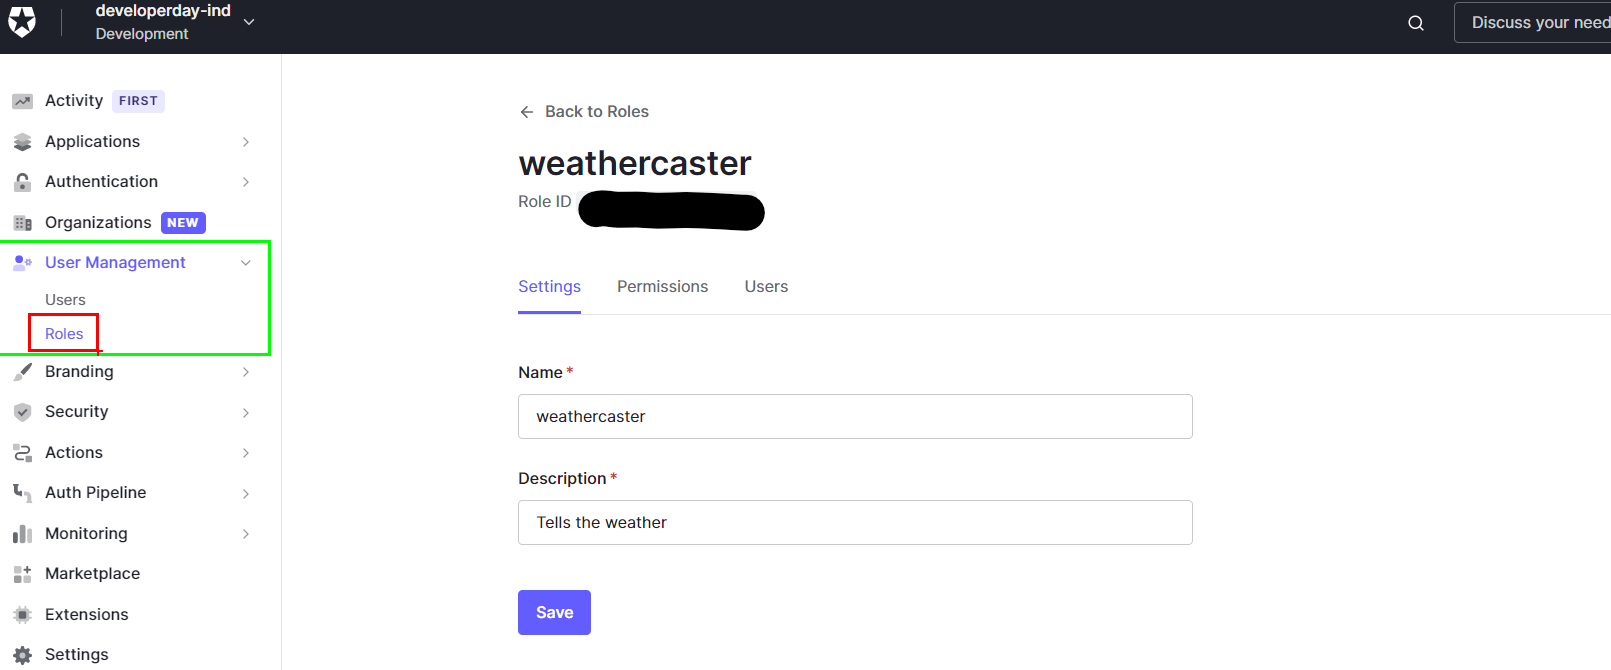 developerday-ind
Development
Discuss your need
Activity FIRST
Applications
Authentication
Organizations NEW
User Management
Users
Roles
Branding
Security
Actions
Auth Pipeline
Monitoring
Marketplace
Extensions
Settings
Back to Roles
weathercaster
Role ID
Settings Permissions Users
Name *
weathercaster
Description *
Tells the weather
Save